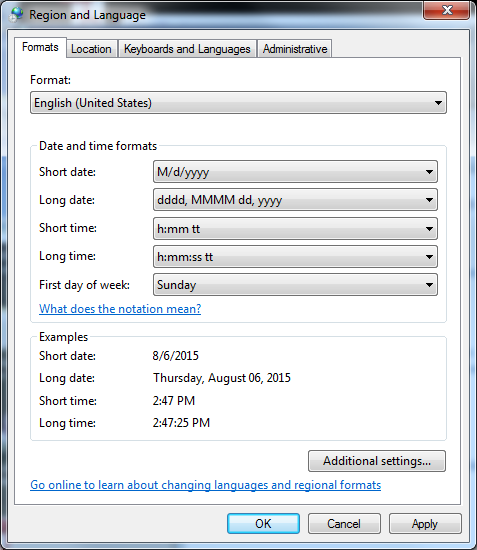 Region and Language
Formats Location Keyboards and Languages Administrative
Format:
English (United States)
Date and time formats
Short date: M/d/yyyy
Long date: dddd, MMMM dd, yyyy
Short time: h:mm tt
Long time: h:mm:ss tt
First day of week: Sunday
What does the notation mean?
Examples
Short date: 8/6/2015
Long date: Thursday, August 06, 2015
Short time: 2:47 PM
Long time: 2:47:25 PM
Additional settings...
Go online to learn about changing languages and regional formats
OK Cancel Apply